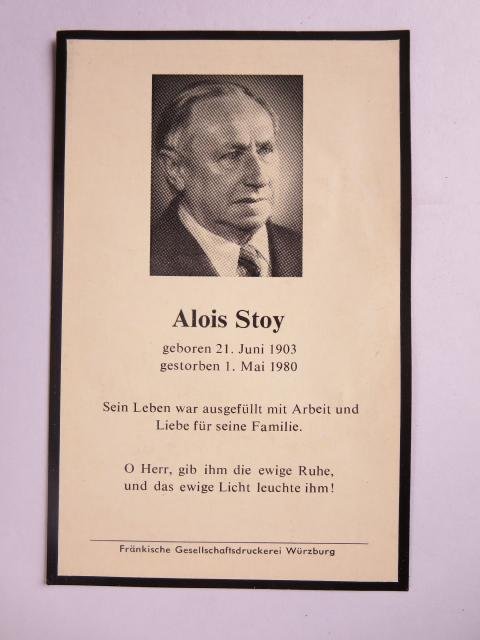 Alois Stoy
geboren 21. Juni 1903
gestorben 1. Mai 1980
Sein Leben war ausgefüllt mit Arbeit und
Liebe für seine Familie.
O Herr, gib ihm die ewige Ruhe,
und das ewige Licht leuchte ihm!
Fränkische Gesellschaftsdruckerei Würzburg